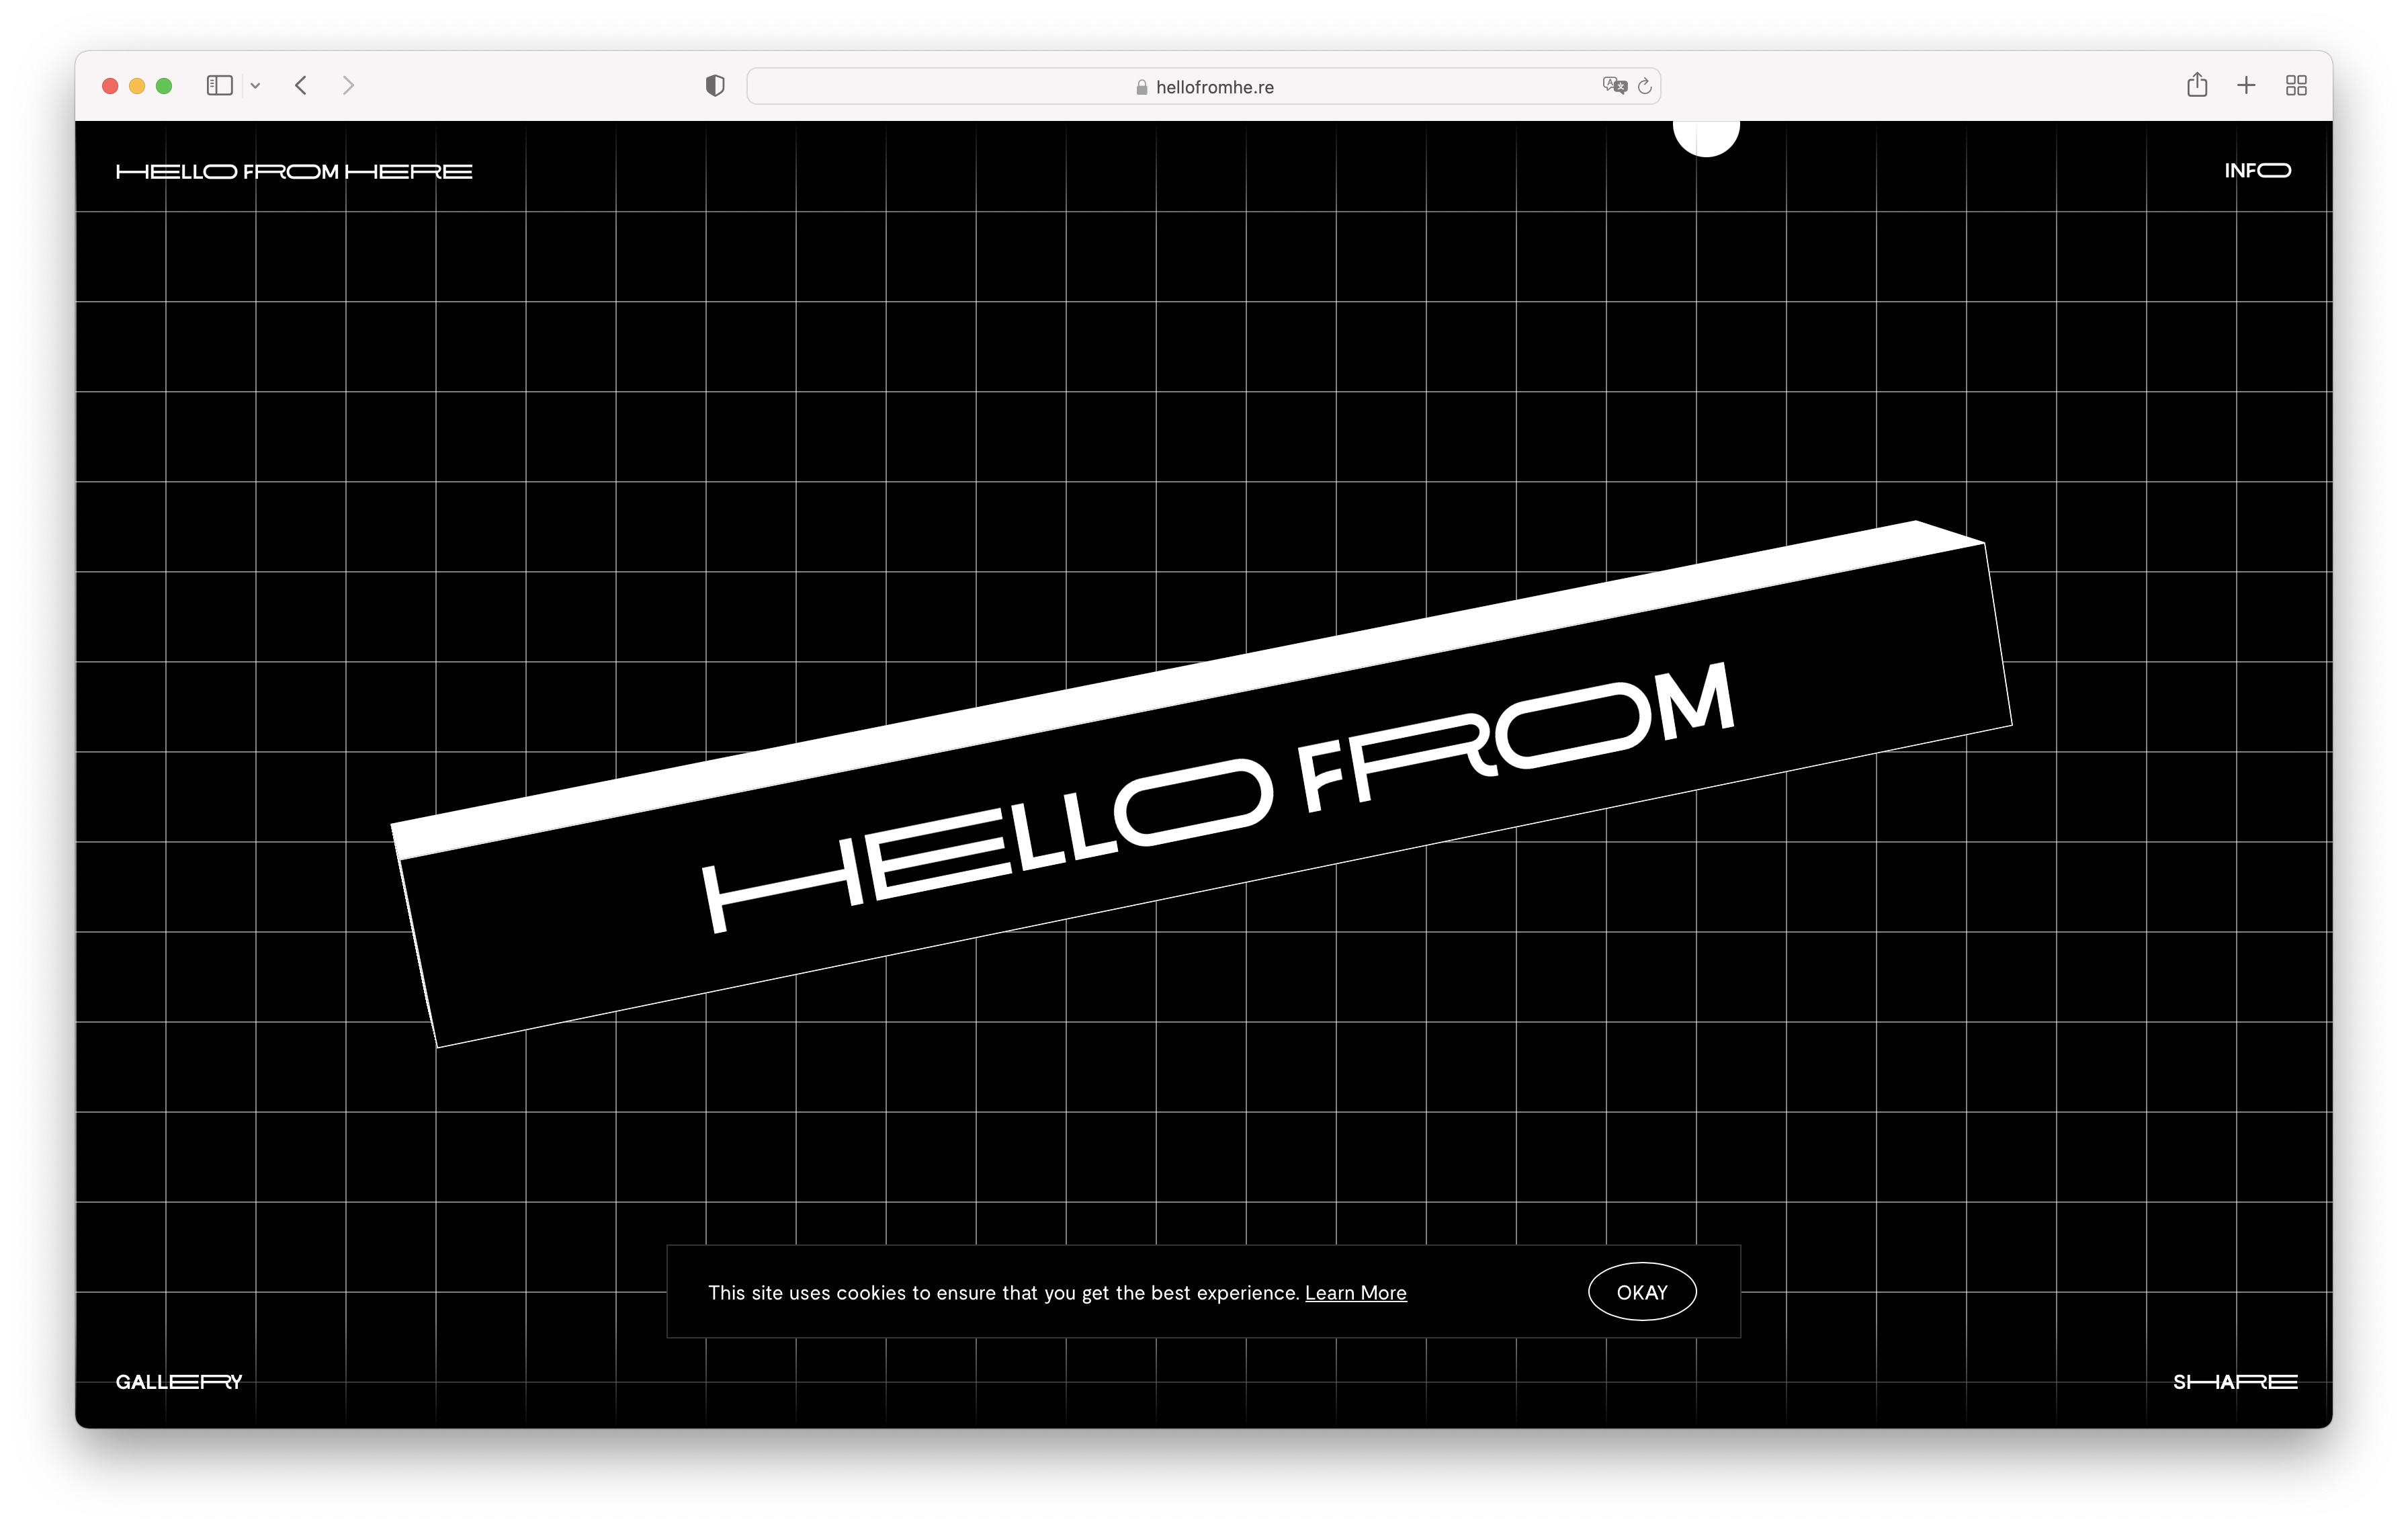 hellofromhe.re
HELLO FROM HERE
INFO
HELLO FROM
This site uses cookies to ensure that you get the best experience. Learn More
OKAY
GALLERY
SHARE